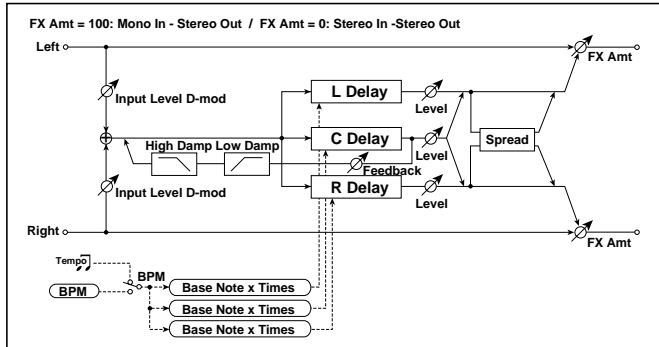 FX Amt = 100: Mono In - Stereo Out / FX Amt = 0: Stereo In -Stereo Out
Left
FX Amt
L Delay
Input Level D-mod
Level
High Damp Low Damp
C Delay
Spread
Feedback
Level
Input Level D-mod
R Delay
Level
Right
FX Amt
Tempo
BPM
BPM
Base Note x Times
Base Note x Times
Base Note x Times